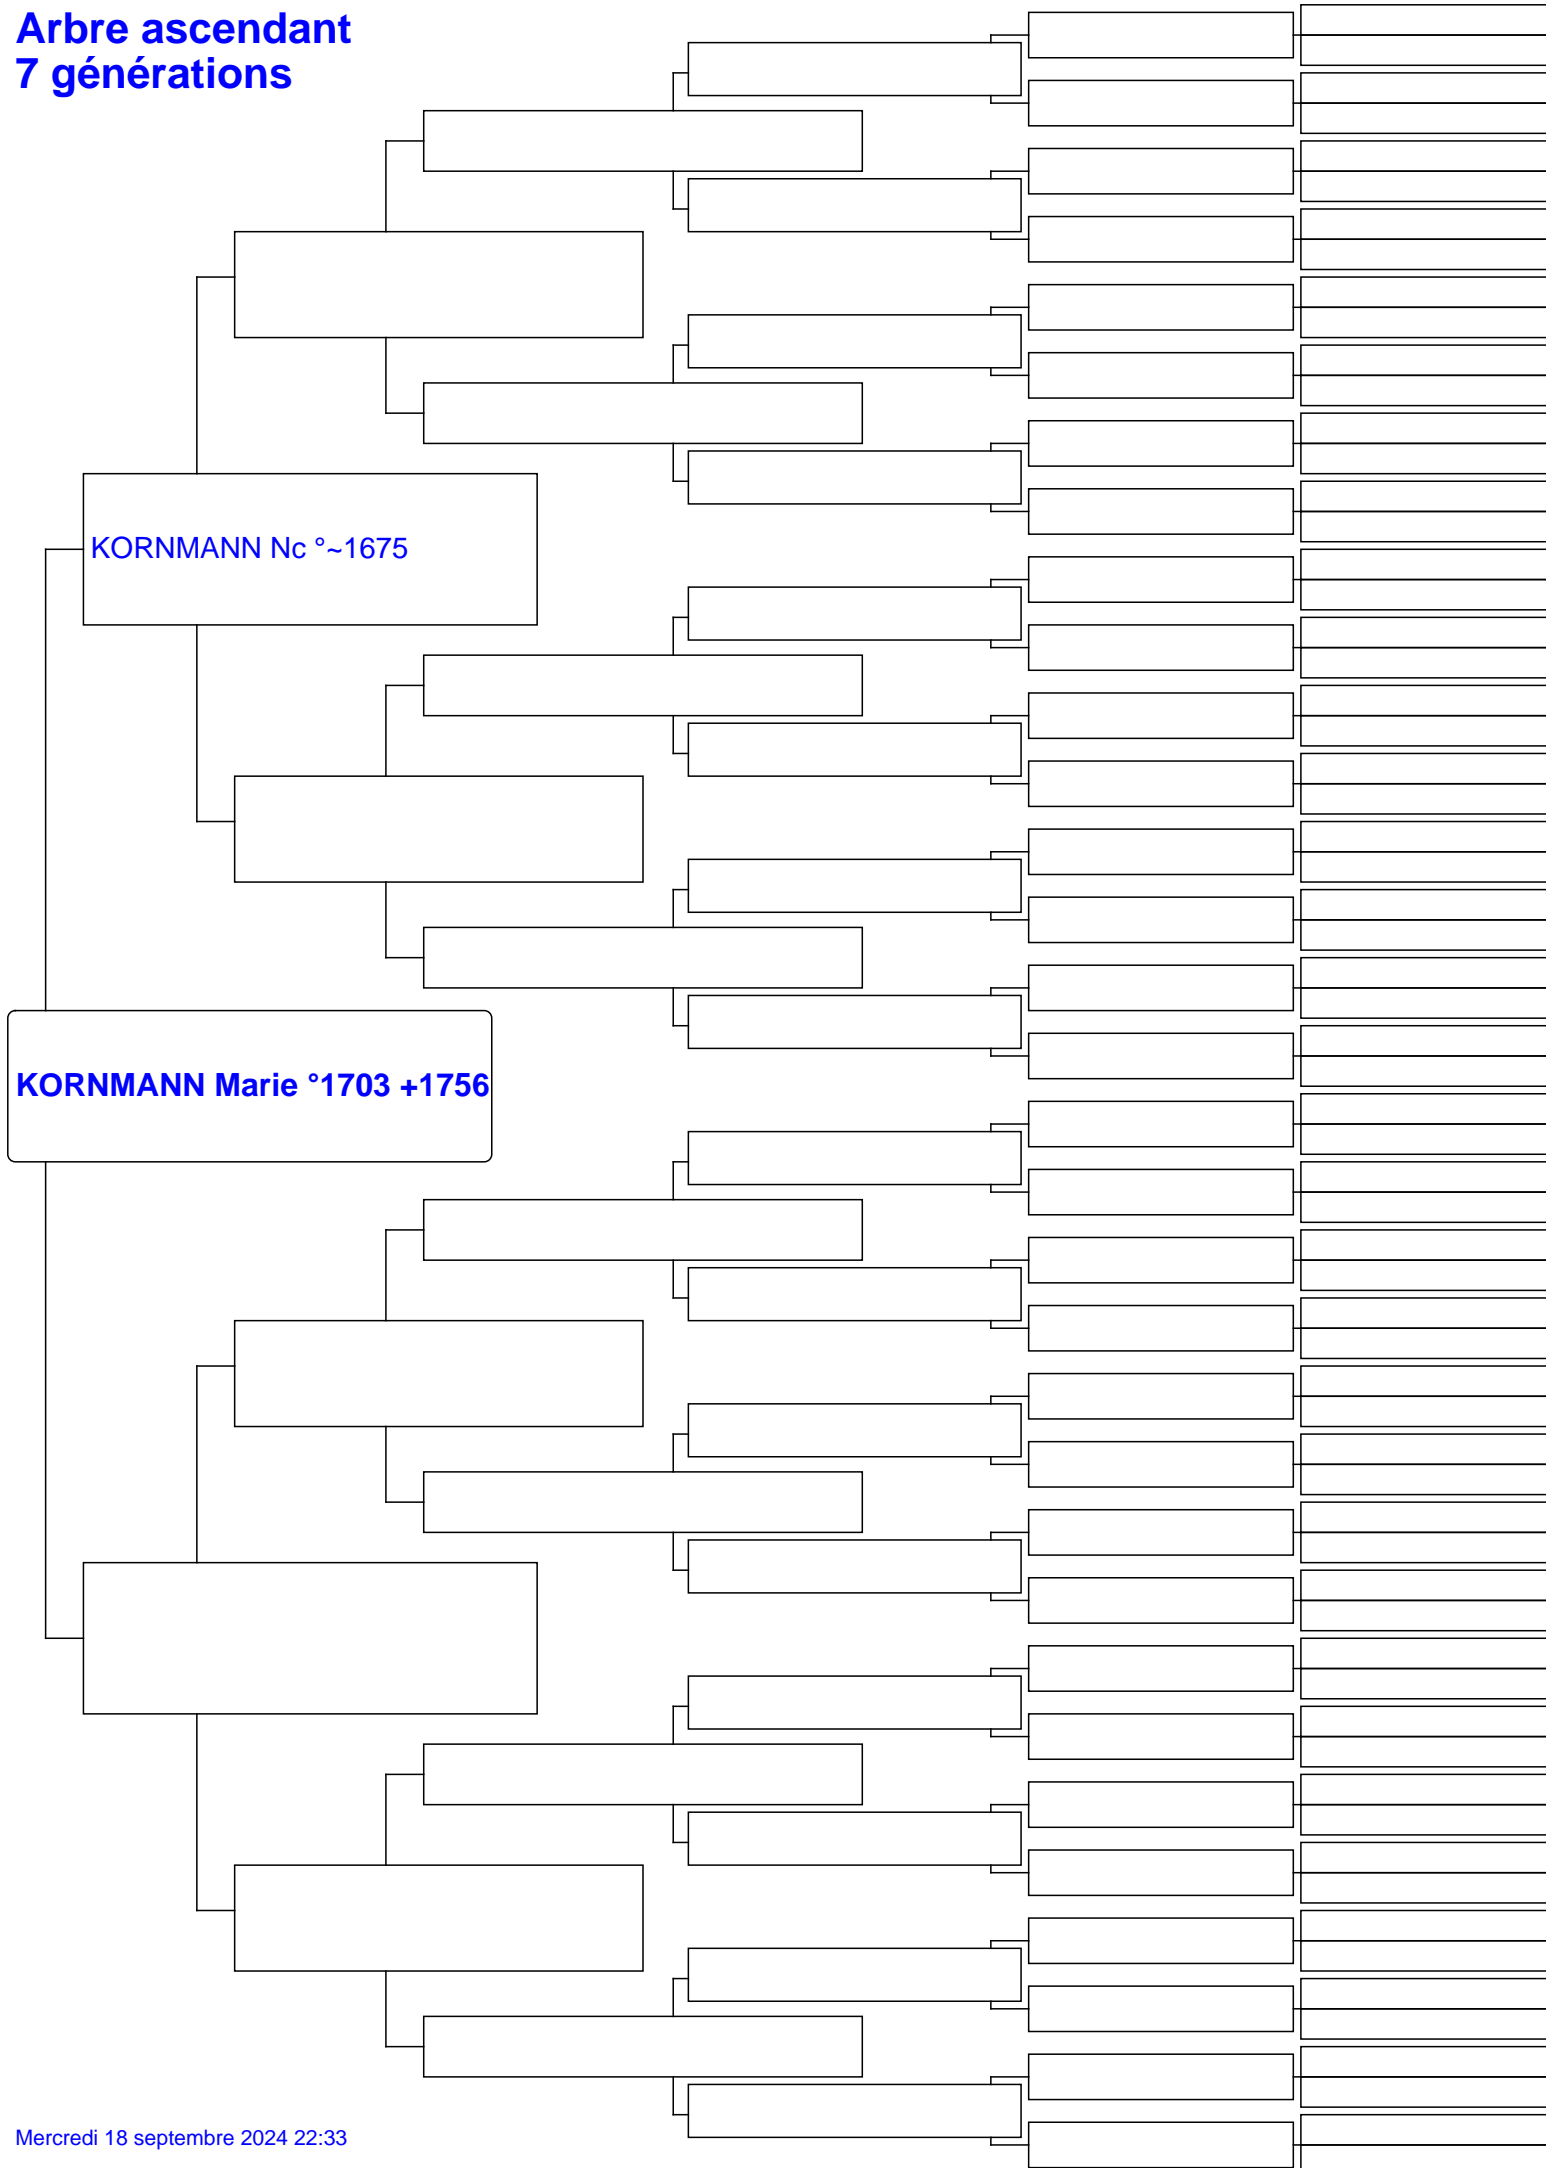 Arbre ascendant
7 générations
KORNMANN Nc °~1675
KORNMANN Marie °1703 +1756
Mercredi 18 septembre 2024 22:33